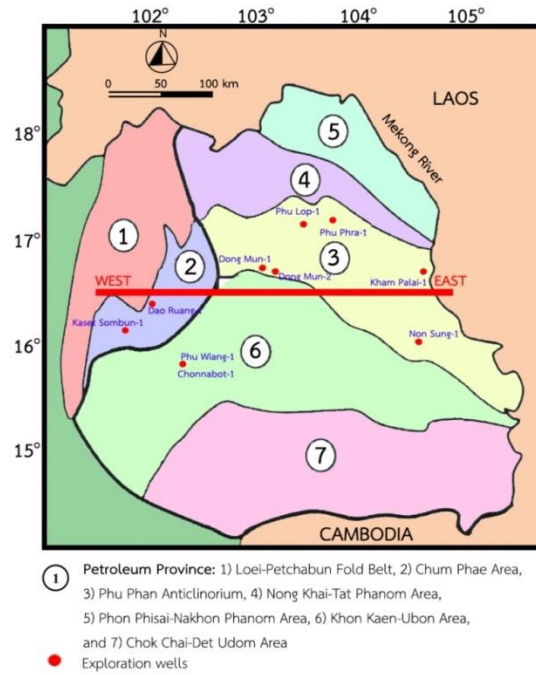 102° 103° 104° 105°
N
0 50 100 km
LAOS
18°
5
Mekong River
4
Phu Lop-1
Phu Phra-1
1
17°
2
3
Dong Mun-1
Dong Mun-2
Kham Palai-1
WEST
EAST
Dao Ruang-1
Kaset Sombun-1
Non Sung-1
16°
6
Phu Wiang-1
Chonnabot-1
15°
7
CAMBODIA
1 Petroleum Province: 1) Loei-Petchabun Fold Belt, 2) Chum Phae Area,
3) Phu Phan Anticlinorium, 4) Nong Khai-Tat Phanom Area,
5) Phon Phisai-Nakhon Phanom Area, 6) Khon Kaen-Ubon Area,
and 7) Chok Chai-Det Udom Area
Exploration wells